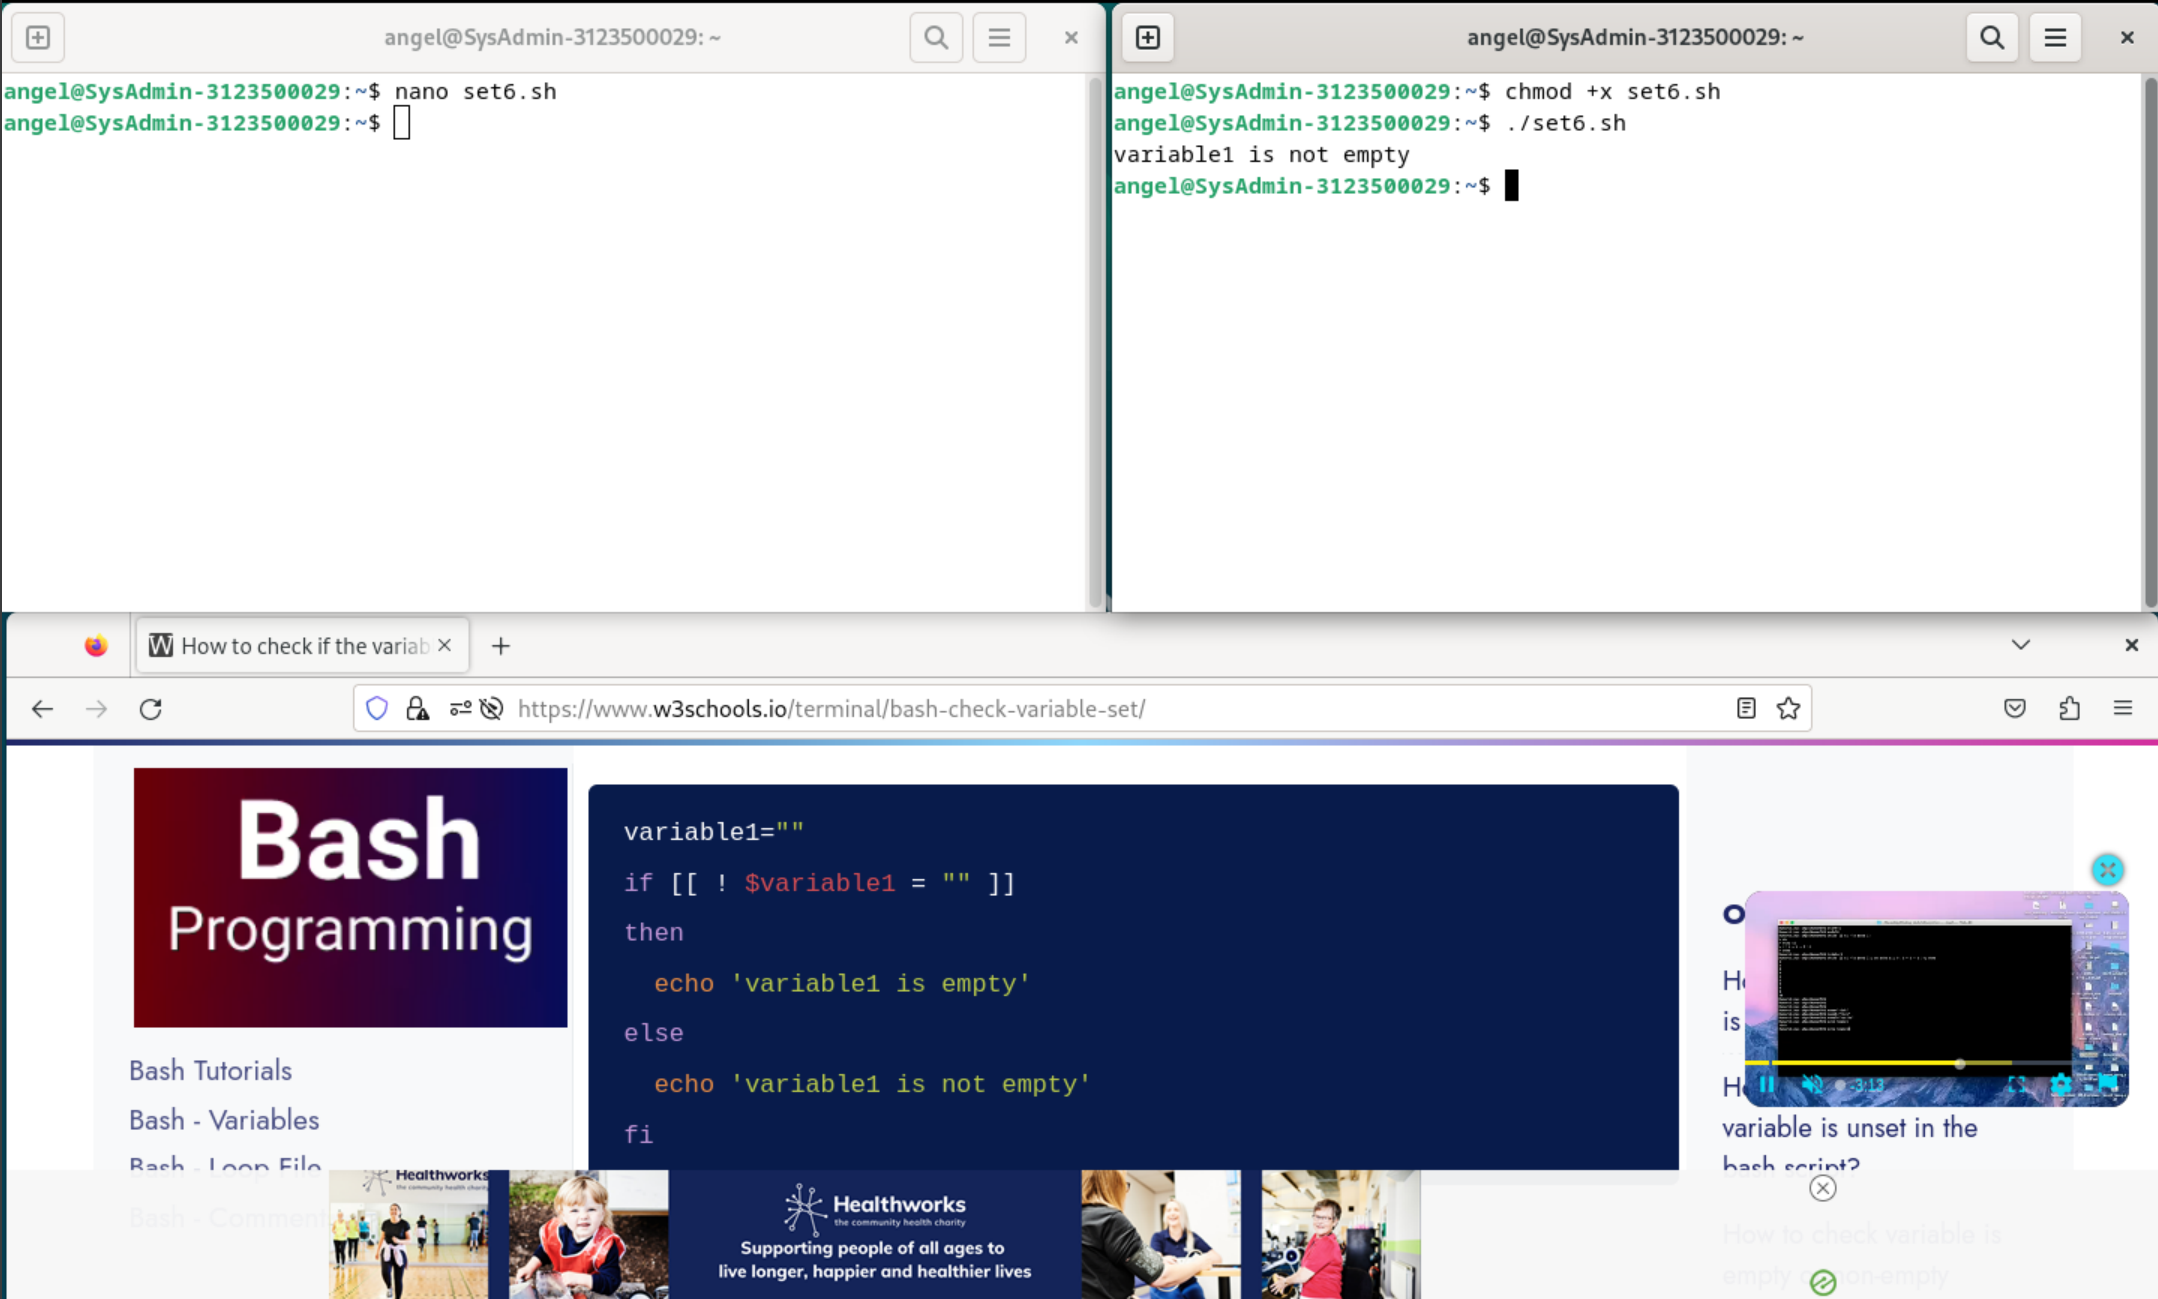 angel@SysAdmin-3123500029: ~
angel@SysAdmin-3123500029:~$ nano set6.sh
angel@SysAdmin-3123500029:~$
angel@SysAdmin-3123500029: ~
angel@SysAdmin-3123500029:~$ chmod +x set6.sh
angel@SysAdmin-3123500029:~$ ./set6.sh
variable1 is not empty
angel@SysAdmin-3123500029:~$
How to check if the variab
https://www.w3schools.io/terminal/bash-check-variable-set/
Bash
Programming
Bash Tutorials
Bash - Variables
Bash - Loop File
Bash - Comment
variable1=""
if [[ ! $variable1 = "" ]]
then
echo 'variable1 is empty'
else
echo 'variable1 is not empty'
fi
is
-3:13
variable is unset in the
bash script?
How to check variable is
empty or non-empty
Healthworks
the community health charity
Healthworks
the community health charity
Supporting people of all ages to
live longer, happier and healthier lives